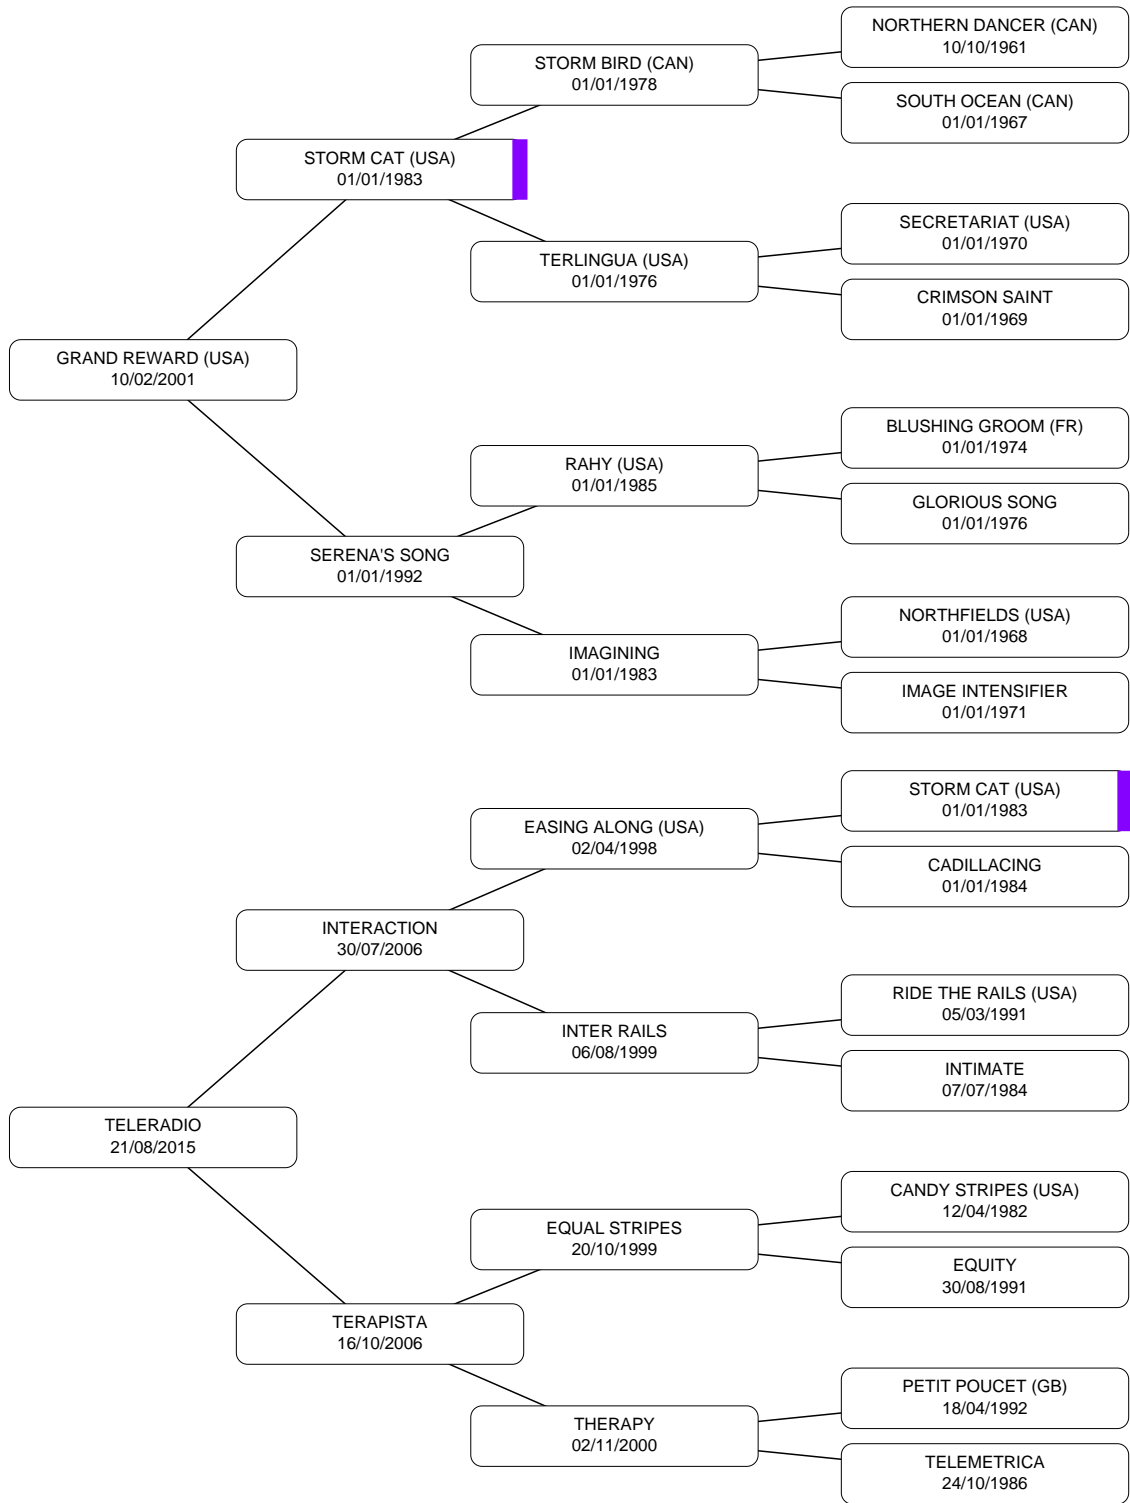 NORTHERN DANCER (CAN)
10/10/1961
STORM BIRD (CAN)
01/01/1978
SOUTH OCEAN (CAN)
01/01/1967
STORM CAT (USA)
01/01/1983
SECRETARIAT (USA)
01/01/1970
TERLINGUA (USA)
01/01/1976
CRIMSON SAINT
01/01/1969
GRAND REWARD (USA)
10/02/2001
BLUSHING GROOM (FR)
01/01/1974
RAHY (USA)
01/01/1985
GLORIOUS SONG
01/01/1976
SERENA'S SONG
01/01/1992
NORTHFIELDS (USA)
01/01/1968
IMAGINING
01/01/1983
IMAGE INTENSIFIER
01/01/1971
STORM CAT (USA)
01/01/1983
EASING ALONG (USA)
02/04/1998
CADILLACING
01/01/1984
INTERACTION
30/07/2006
RIDE THE RAILS (USA)
05/03/1991
INTER RAILS
06/08/1999
INTIMATE
07/07/1984
TELERADIO
21/08/2015
CANDY STRIPES (USA)
12/04/1982
EQUAL STRIPES
20/10/1999
EQUITY
30/08/1991
TERAPISTA
16/10/2006
PETIT POUCET (GB)
18/04/1992
THERAPY
02/11/2000
TELEMETRICA
24/10/1986